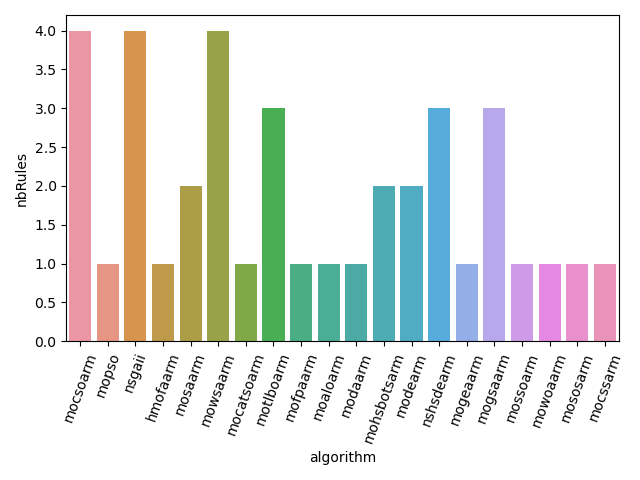 4.0
3.5
3.0
2.5
2.0
1.5
1.0
0.5
0.0
nbRules
mocsoarm
mopso
nsgaii
hmofaarm
mosaarm
mowsaarm
mocatsoarm
motlboarm
mofpaarm
moaloarm
modaarm
mohsbotsarm
modearm
nshsdearm
mogeaarm
mogsaarm
mossoarm
mowoaarm
mososarm
mocssarm
algorithm